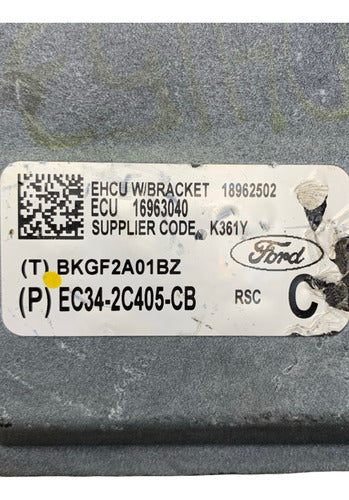 /EHCU W/BRACKET 18962502
ECU 16963040
SUPPLIER CODE K361Y
Ford
(T) BKGF2A01BZ
(P) EC34-2C405-CB RSC C